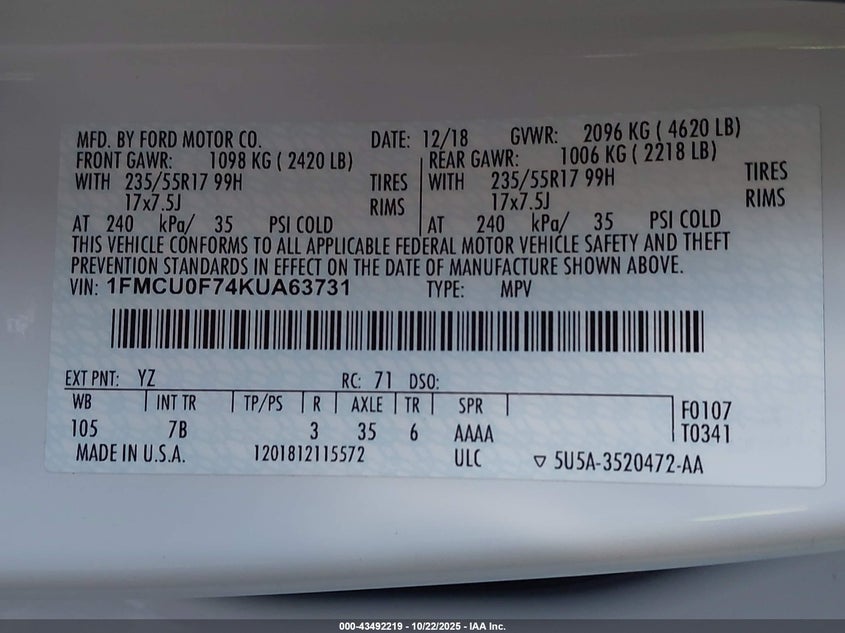 MFD. BY FORD MOTOR CO. DATE: 12/18 GVWR: 2096 KG ( 4620 LB)
FRONT GAWR: 1098 KG ( 2420 LB) REAR GAWR: 1006 KG ( 2218 LB)
WITH 235/55R17 99H TIRES WITH 235/55R17 99H TIRES
17x7.5J RIMS 17x7.5J RIMS
AT 240 kPa/ 35 PSI COLD AT 240 kPa/ 35 PSI COLD
THIS VEHICLE CONFORMS TO ALL APPLICABLE FEDERAL MOTOR VEHICLE SAFETY AND THEFT
PREVENTION STANDARDS IN EFFECT ON THE DATE OF MANUFACTURE SHOWN ABOVE.
VIN: 1FMCU0F74KUA63731 TYPE: MPV
EXT PNT: YZ RC: 71 DSO:
WB INT TR TP/PS R AXLE TR SPR F0107
105 7B 3 35 6 AAAA T0341
MADE IN U.S.A. 1201812115572 ULC ▽ 5U5A-3520472-AA
000-43492219 - 10/22/2025 - IAA Inc.